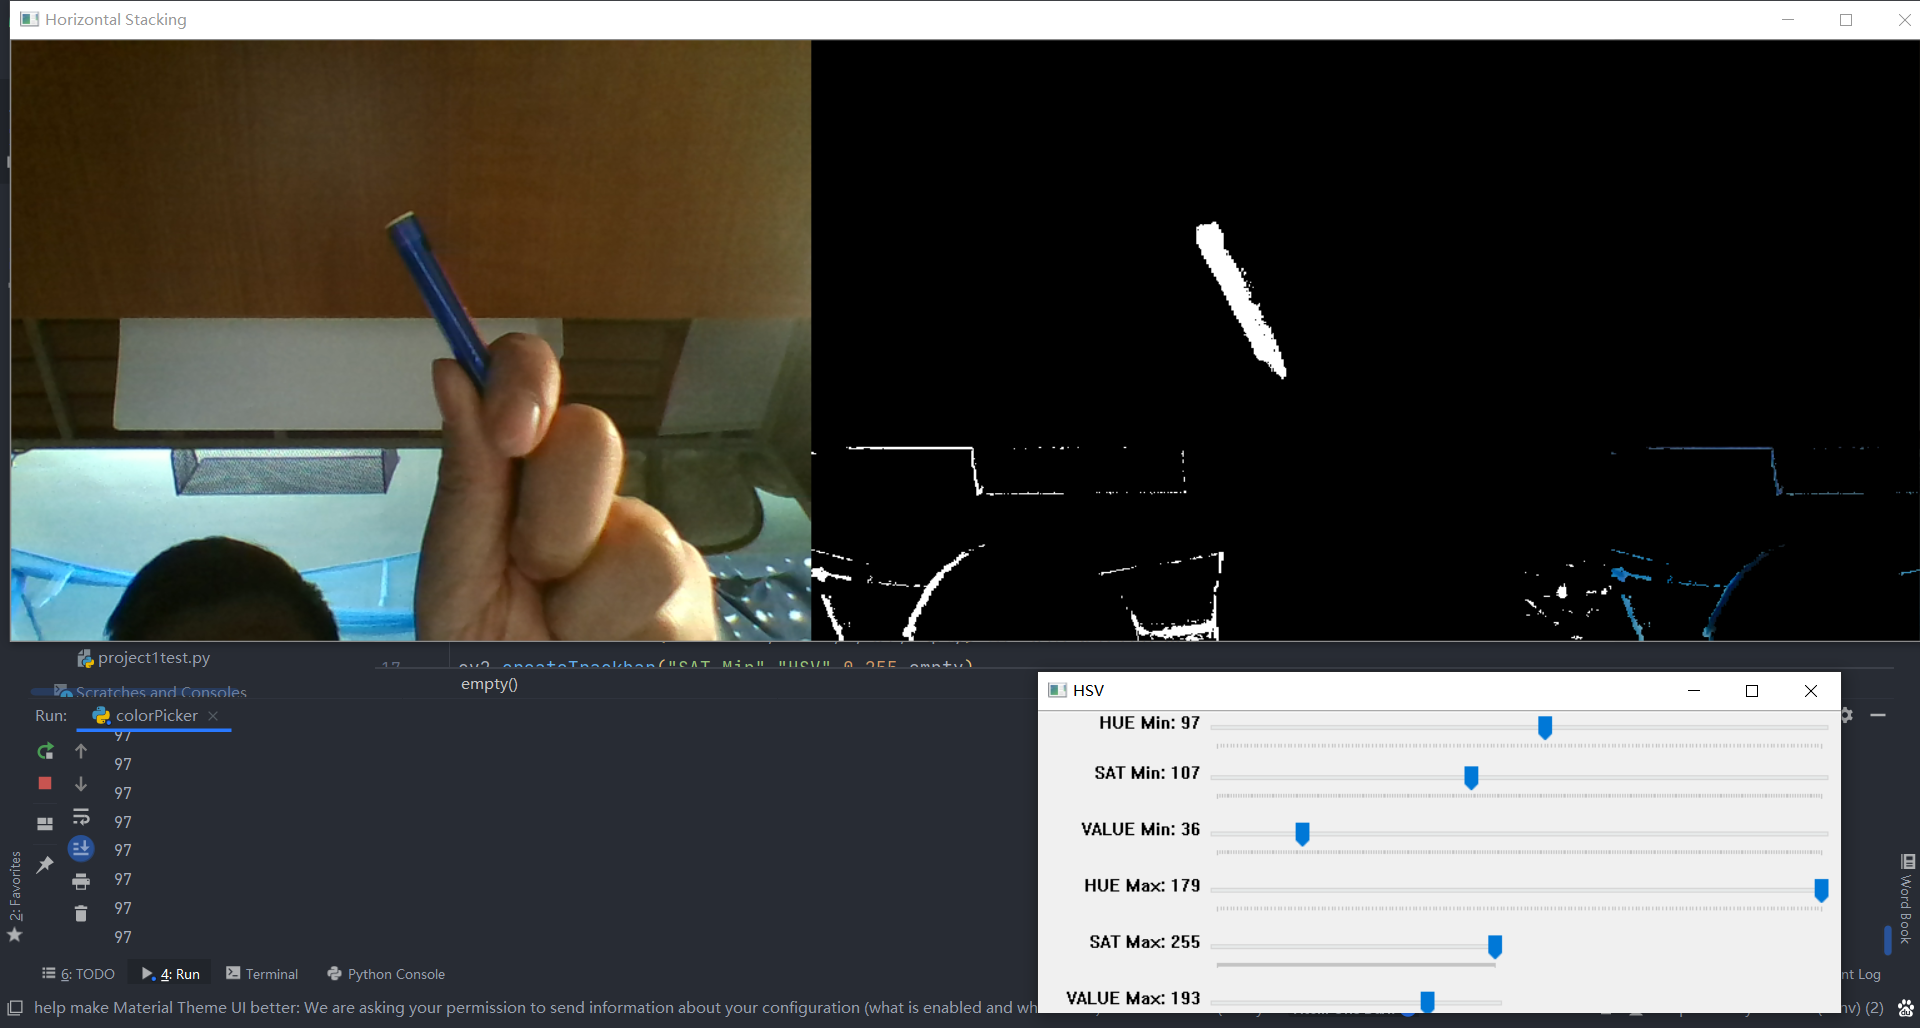 Horizontal Stacking
project1test.py
17
cv2.createTrackbar("SAT Min","HSV",0,255,empty)
Scratches and Consoles
empty()
HSV
Run:
colorPicker
HUE Min: 97
SAT Min: 107
VALUE Min: 36
HUE Max: 179
SAT Max: 255
VALUE Max: 193
97
97
97
97
97
97
97
97
2: Favorites
Word Book
6: TODO
4: Run
Terminal
Python Console
nt Log
help make Material Theme UI better: We are asking your permission to send information about your configuration (what is enabled and wh
nv) (2)